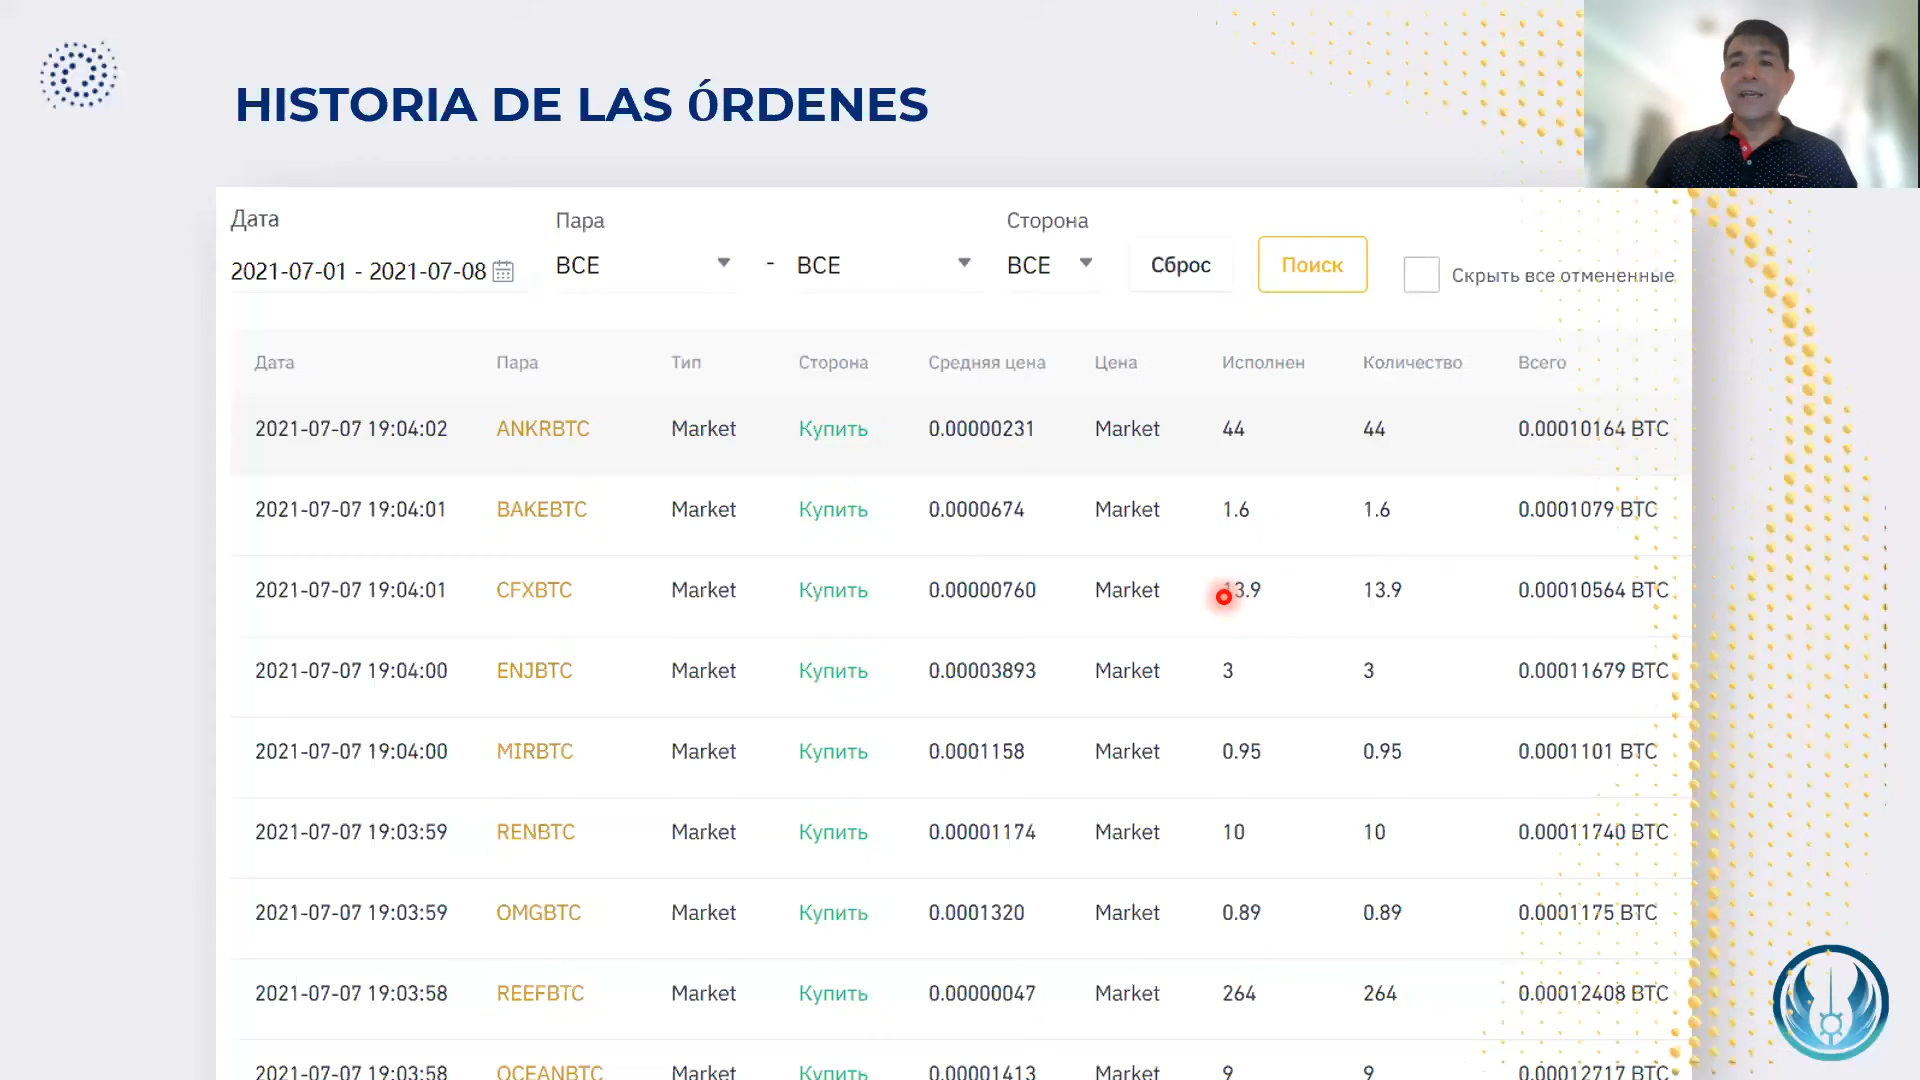 HISTORIA DE LAS ÓRDENES
Дата Пара Сторона
2021-07-01 - 2021-07-08 ВСЕ - ВСЕ ВСЕ Сброс Поиск Скрыть все отмененные
Дата Пара Тип Сторона Средняя цена Цена Исполнен Количество Всего
2021-07-07 19:04:02 ANKRBTC Market Купить 0.00000231 Market 44 44 0.00010164 BTC
2021-07-07 19:04:01 BAKEBTC Market Купить 0.0000674 Market 1.6 1.6 0.0001079 BTC
2021-07-07 19:04:01 CFXBTC Market Купить 0.00000760 Market 13.9 13.9 0.00010564 BTC
2021-07-07 19:04:00 ENJBTC Market Купить 0.00003893 Market 3 3 0.00011679 BTC
2021-07-07 19:04:00 MIRBTC Market Купить 0.0001158 Market 0.95 0.95 0.0001101 BTC
2021-07-07 19:03:59 RENBTC Market Купить 0.00001174 Market 10 10 0.00011740 BTC
2021-07-07 19:03:59 OMGBTC Market Купить 0.0001320 Market 0.89 0.89 0.0001175 BTC
2021-07-07 19:03:58 REEFBTC Market Купить 0.00000047 Market 264 264 0.00012408 BTC
2021-07-07 19:03:58 OCEANBTC Market Купить 0.00001413 Market 9 9 0.00012717 BTC